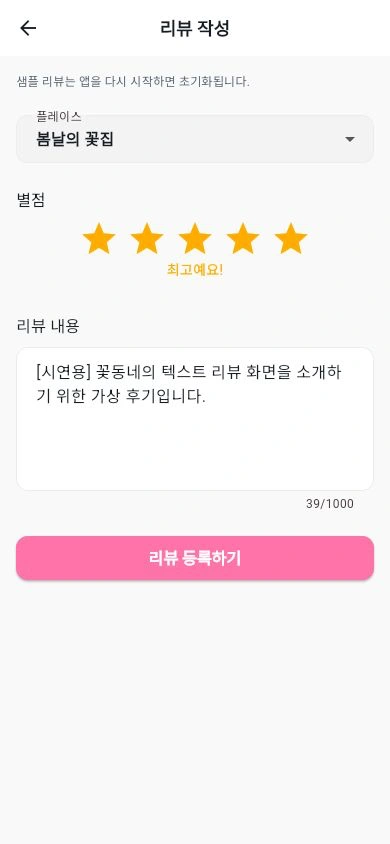 리뷰 작성
샘플 리뷰는 앱을 다시 시작하면 초기화됩니다.
플레이스
봄날의 꽃집
별점
최고예요!
리뷰 내용
[시연용] 꽃동네의 텍스트 리뷰 화면을 소개하
기 위한 가상 후기입니다.
39/1000
리뷰 등록하기